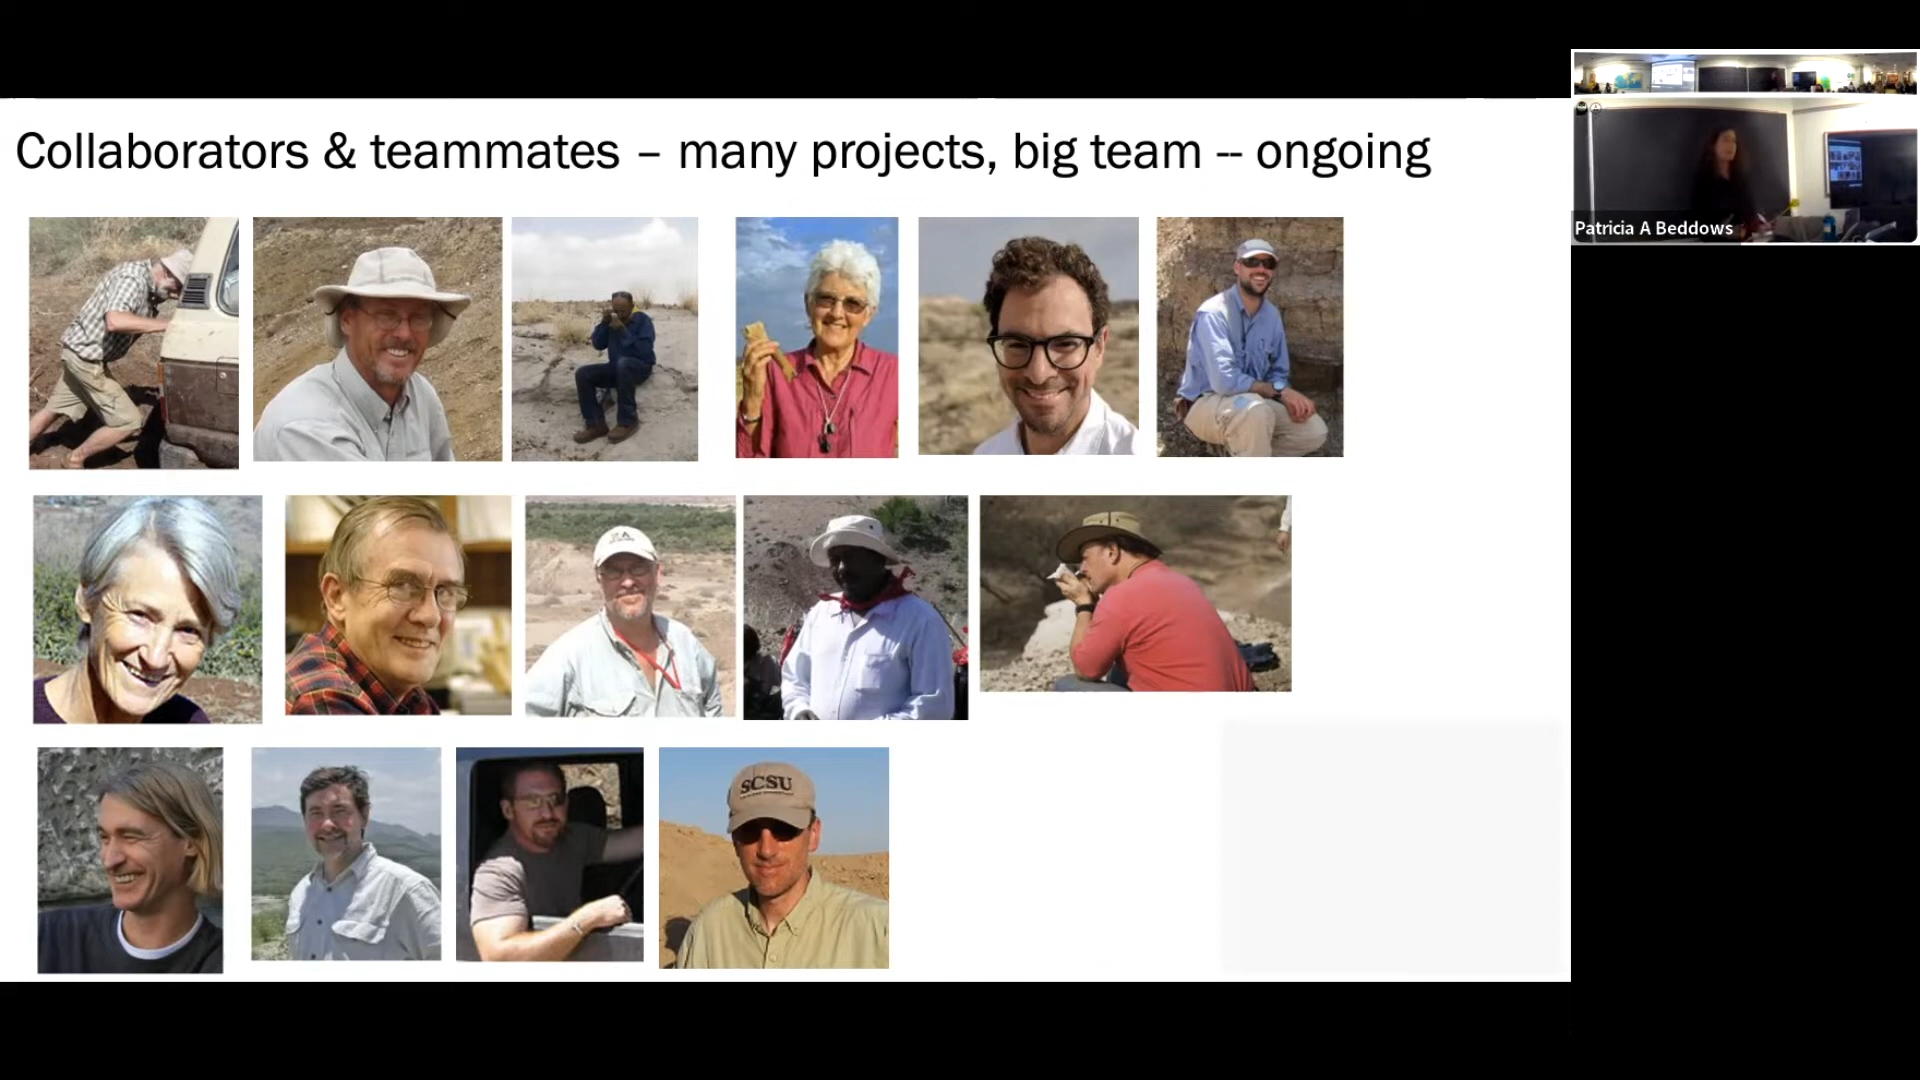 Collaborators & teammates – many projects, big team -- ongoing
Patricia A Beddows
SCSU